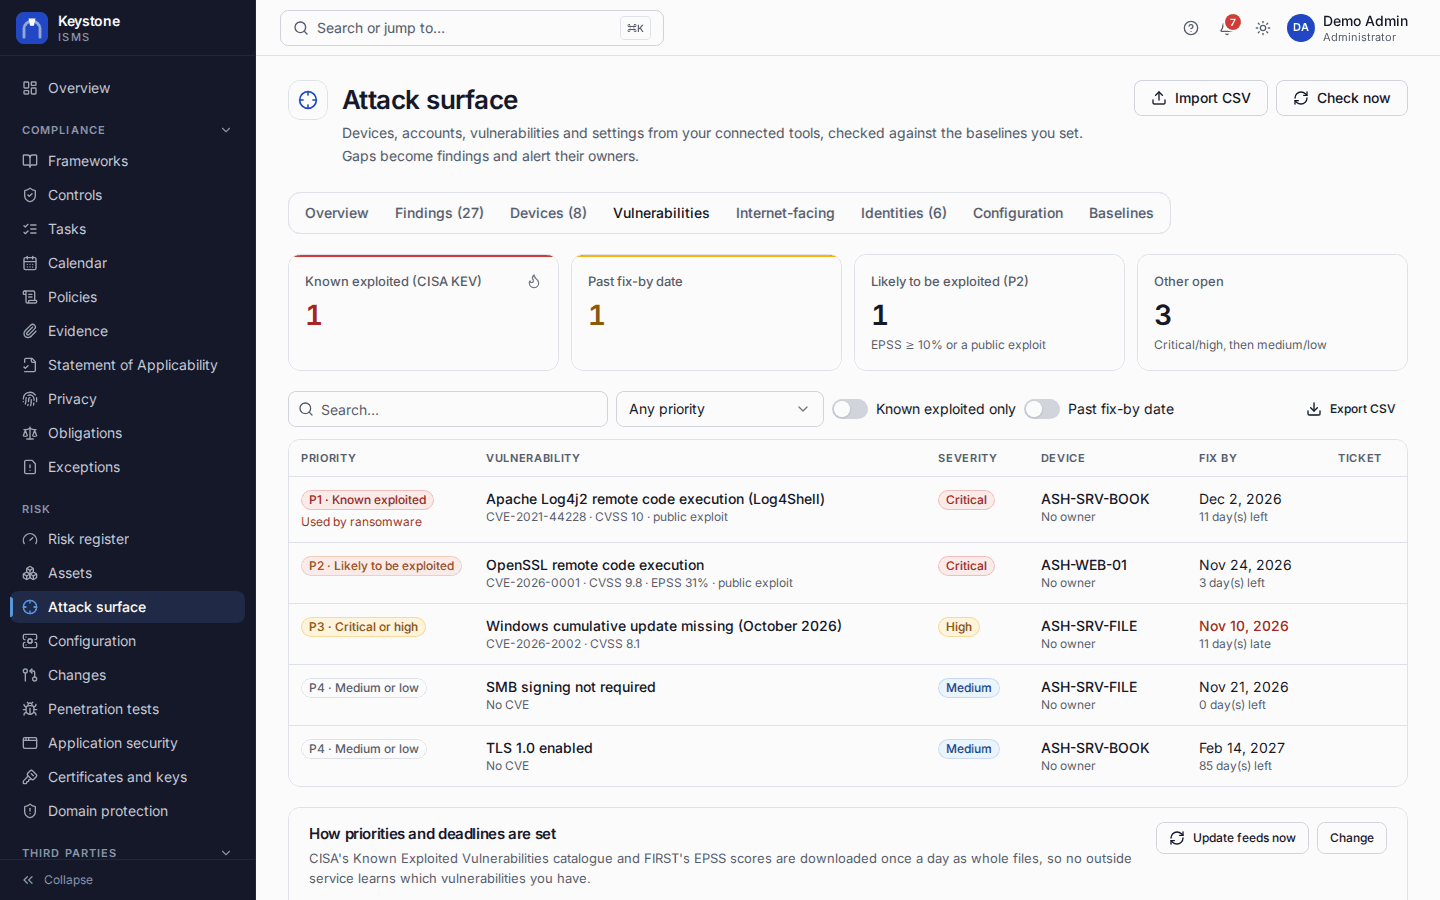 Keystone
ISMS
Search or jump to...
⌘K
7
DA
Demo Admin
Administrator
Overview
COMPLIANCE
Frameworks
Controls
Tasks
Calendar
Policies
Evidence
Statement of Applicability
Privacy
Obligations
Exceptions
RISK
Risk register
Assets
Attack surface
Configuration
Changes
Penetration tests
Application security
Certificates and keys
Domain protection
THIRD PARTIES
Collapse
Attack surface
Devices, accounts, vulnerabilities and settings from your connected tools, checked against the baselines you set.
Gaps become findings and alert their owners.
Import CSV
Check now
Overview
Findings (27)
Devices (8)
Vulnerabilities
Internet-facing
Identities (6)
Configuration
Baselines
Known exploited (CISA KEV)
1
Past fix-by date
1
Likely to be exploited (P2)
1
EPSS ≥ 10% or a public exploit
Other open
3
Critical/high, then medium/low
Search...
Any priority
Known exploited only
Past fix-by date
Export CSV
PRIORITY VULNERABILITY SEVERITY DEVICE FIX BY TICKET
P1 · Known exploited Apache Log4j2 remote code execution (Log4Shell) Critical ASH-SRV-BOOK Dec 2, 2026
Used by ransomware CVE-2021-44228 · CVSS 10 · public exploit No owner 11 day(s) left
P2 · Likely to be exploited OpenSSL remote code execution Critical ASH-WEB-01 Nov 24, 2026
CVE-2026-0001 · CVSS 9.8 · EPSS 31% · public exploit No owner 3 day(s) left
P3 · Critical or high Windows cumulative update missing (October 2026) High ASH-SRV-FILE Nov 10, 2026
CVE-2026-2002 · CVSS 8.1 No owner 11 day(s) late
P4 · Medium or low SMB signing not required Medium ASH-SRV-FILE Nov 21, 2026
No CVE No owner 0 day(s) left
P4 · Medium or low TLS 1.0 enabled Medium ASH-SRV-BOOK Feb 14, 2027
No CVE No owner 85 day(s) left
How priorities and deadlines are set
CISA's Known Exploited Vulnerabilities catalogue and FIRST's EPSS scores are downloaded once a day as whole files, so no outside
service learns which vulnerabilities you have.
Update feeds now
Change